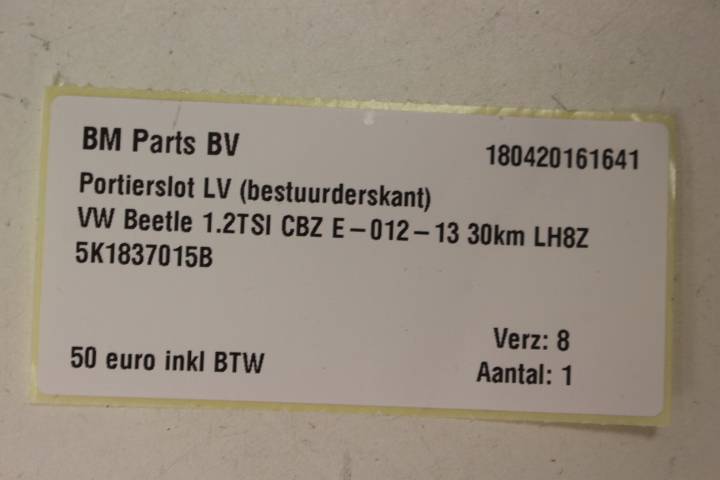 BM Parts BV
180420161641
Portierslot LV (bestuurderskant)
VW Beetle 1.2TSI CBZ E-012-13 30km LH8Z
5K1837015B
Verz: 8
50 euro inkl BTW
Aantal: 1